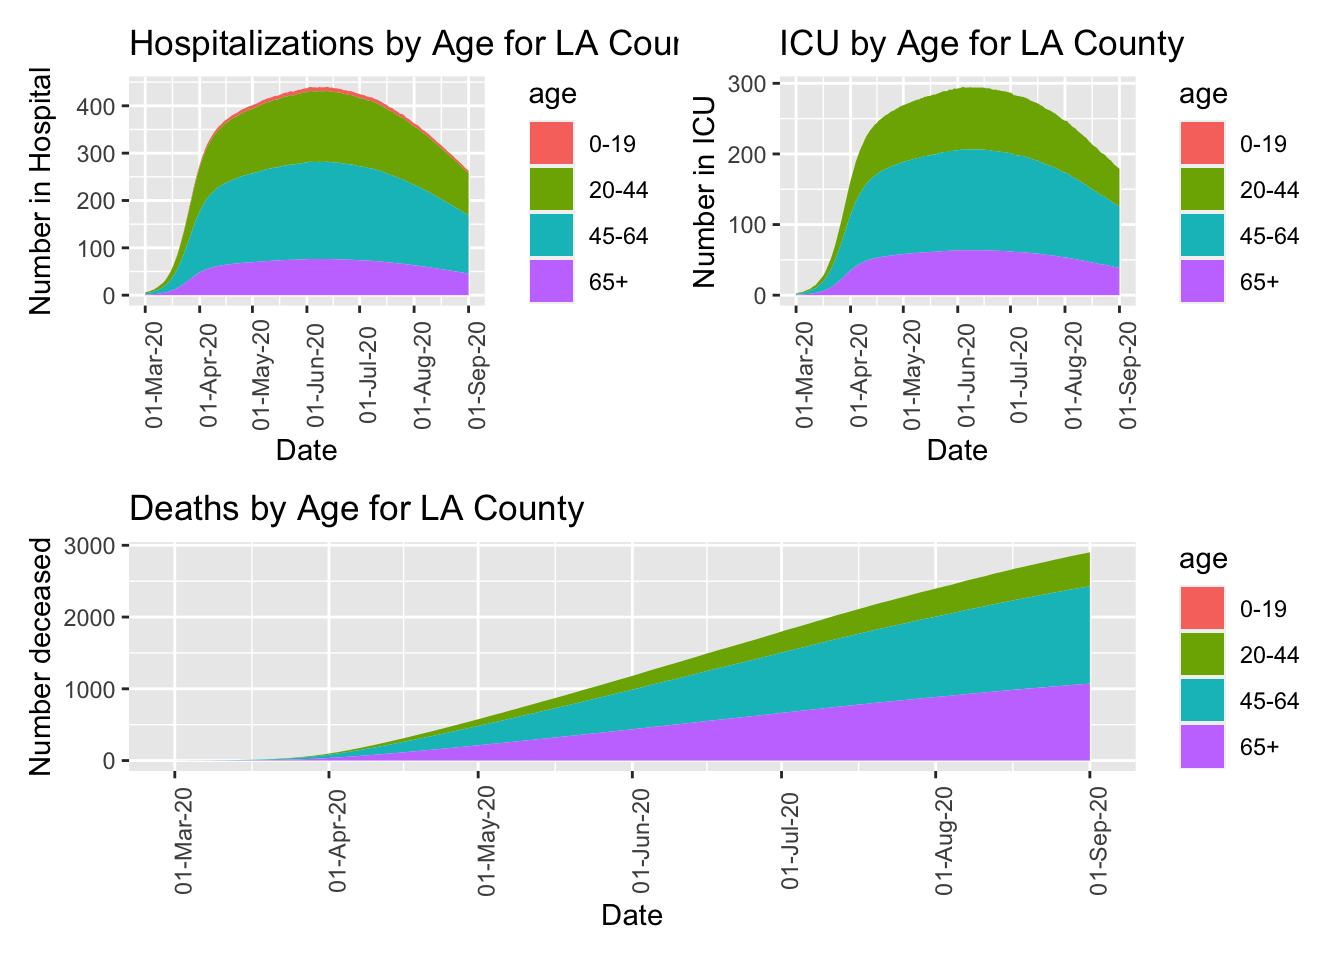 Hospitalizations by Age for LA Cour
Number in Hospital
400
300
200
100
0
01-Mar-20
01-Apr-20
01-May-20
01-Jun-20
01-Jul-20
01-Aug-20
01-Sep-20
Date
age
0-19
20-44
45-64
65+
ICU by Age for LA County
Number in ICU
300
200
100
0
01-Mar-20
01-Apr-20
01-May-20
01-Jun-20
01-Jul-20
01-Aug-20
01-Sep-20
Date
age
0-19
20-44
45-64
65+
Deaths by Age for LA County
Number deceased
3000
2000
1000
0
01-Mar-20
01-Apr-20
01-May-20
01-Jun-20
01-Jul-20
01-Aug-20
01-Sep-20
Date
age
0-19
20-44
45-64
65+